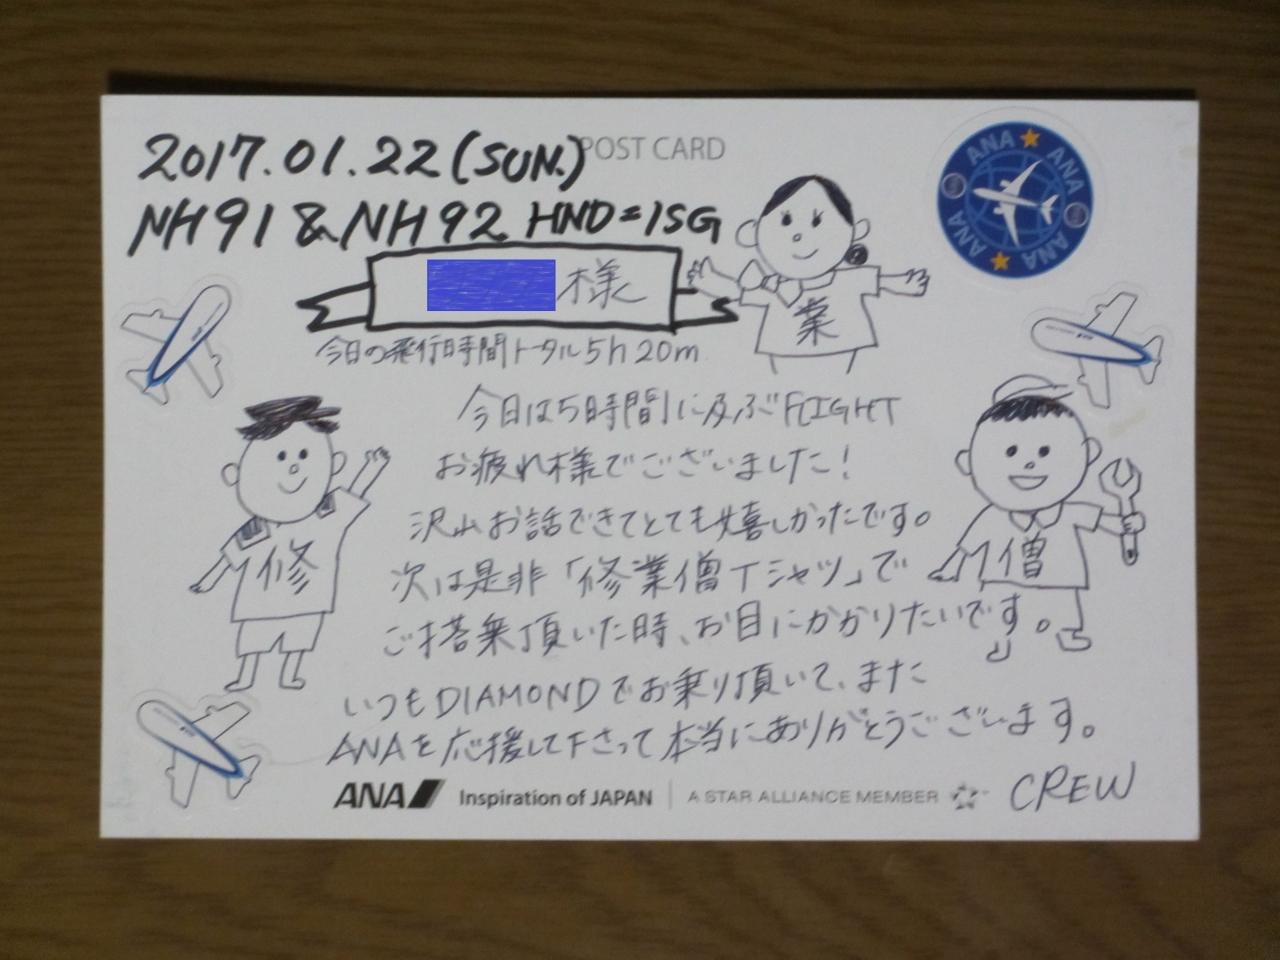 2017.01.22(SUN.)
POST CARD
NH91&NH92 HND=ISG
様
今日の飛行時間トータル5h20m
今日は5時間に及ぶFLIGHT
お疲れ様でございました!
沢山お話できてとても嬉しかったです。
次は是非「修業僧Tシャツ」で
ご搭乗頂いた時、お目にかかりたいです。
いつもDIAMONDでお乗り頂いて、また
ANAを応援して下さって本当にありがとうございます。
CREW
業
修
僧
ANA ANA ANA ANA ANA
ANA Inspiration of JAPAN A STAR ALLIANCE MEMBER